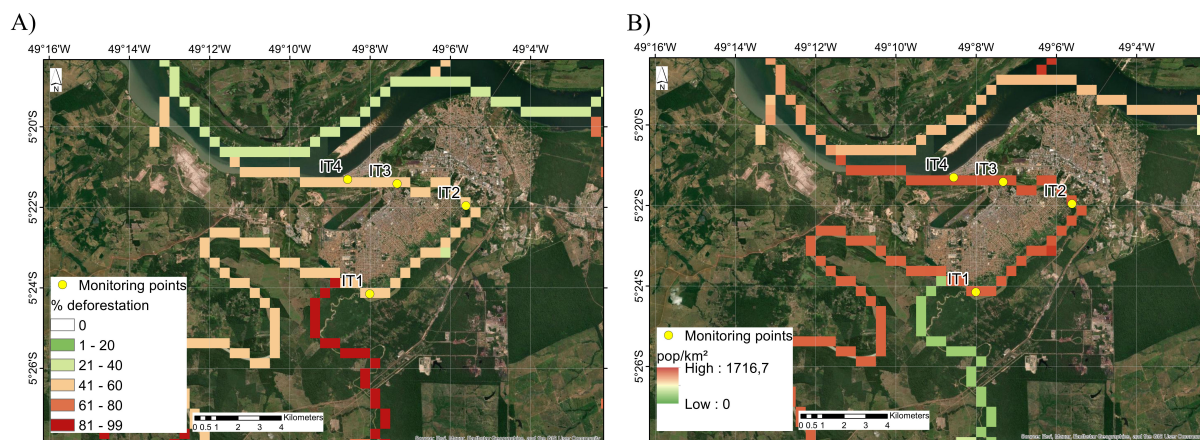 A)
49°16'W 49°14'W 49°12'W 49°10'W 49°8'W 49°6'W 49°4'W
N
5°20'S
5°22'S
5°24'S
5°26'S
IT4
IT3
IT2
IT1
Monitoring points
% deforestation
0
1 - 20
21 - 40
41 - 60
61 - 80
81 - 99
Kilometers
0 0.5 1 2 3 4
B)
49°16'W 49°14'W 49°12'W 49°10'W 49°8'W 49°6'W 49°4'W
N
5°20'S
5°22'S
5°24'S
5°26'S
IT4
IT3
IT2
IT1
Monitoring points
pop/km²
High : 1716,7
Low : 0
Kilometers
0 0.5 1 2 3 4